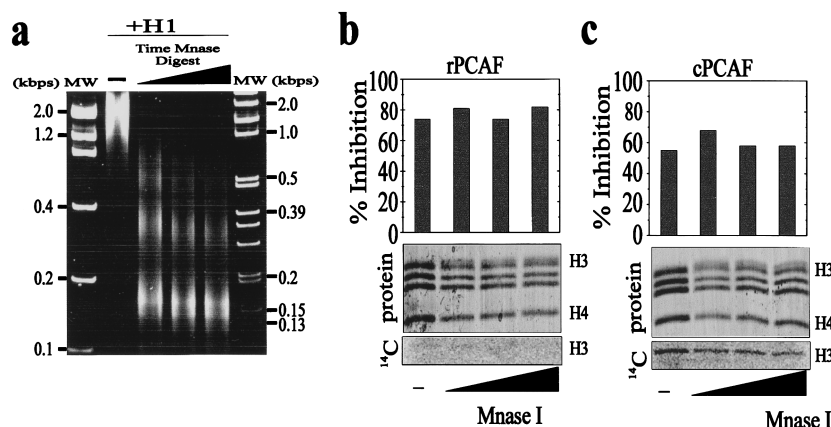 a
+H1
Time Mnase
Digest
(kbps) MW
MW (kbps)
2.0
1.2
0.4
0.2
0.1
2.0
1.0
0.5
0.39
0.2
0.15
0.13
b
rPCAF
% Inhibition
100
80
60
40
20
0
protein
H3
H4
14C
H3
–
Mnase I
c
cPCAF
% Inhibition
100
80
60
40
20
0
protein
H3
H4
14C
H3
–
Mnase I